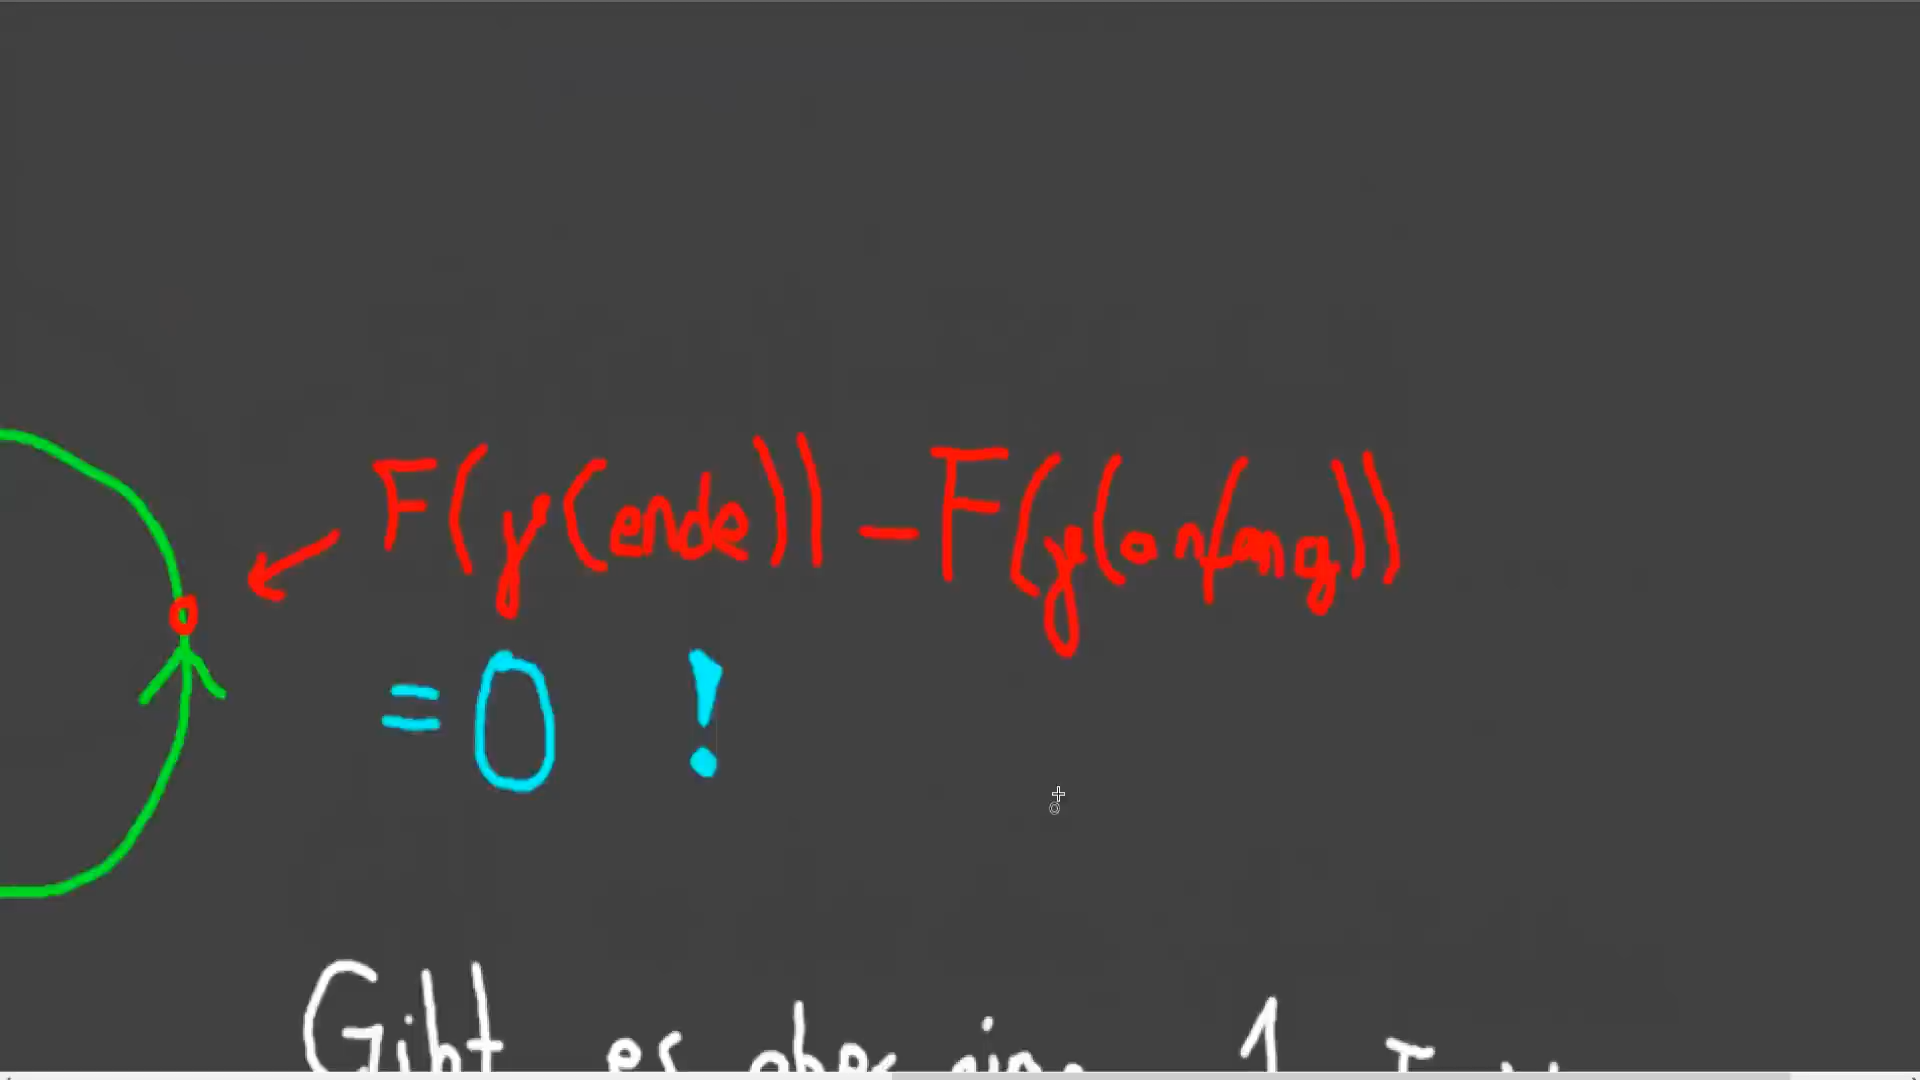 F(γ(ende)) - F(γ(anfang))
= 0 !
Gibt es aber eine 1